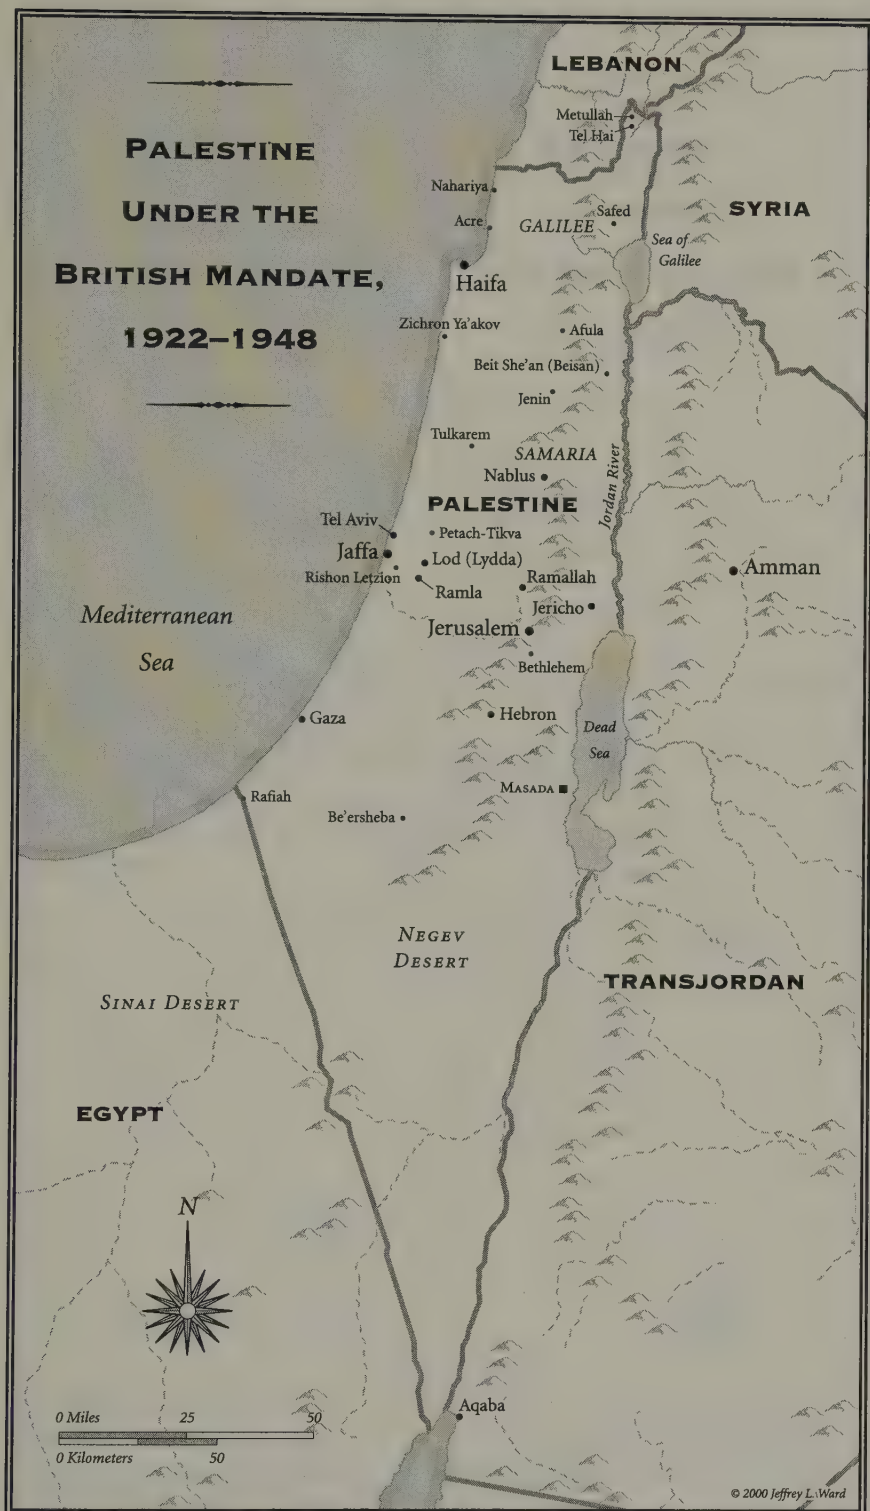 PALESTINE
UNDER THE
BRITISH MANDATE,
1922–1948
LEBANON
Metullah
Tel Hai
Nahariya
SYRIA
Safed
Acre
GALILEE
Sea of
Galilee
Haifa
Zichron Ya'akov
Afula
Beit She'an (Beisan)
Jenin
Tulkarem
SAMARIA
Nablus
Jordan River
PALESTINE
Tel Aviv
Petach-Tikva
Jaffa
Lod (Lydda)
Amman
Rishon Letzion
Ramallah
Ramla
Jericho
Mediterranean
Sea
Jerusalem
Bethlehem
Gaza
Hebron
Dead
Sea
MASADA
Rafiah
Be'ersheba
NEGEV
DESERT
TRANSJORDAN
SINAI DESERT
EGYPT
N
Aqaba
0 Miles 25 50
0 Kilometers 50
© 2000 Jeffrey L. Ward